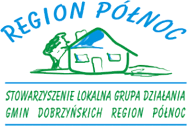 REGION PÓŁNOC
STOWARZYSZENIE LOKALNA GRUPA DZIAŁANIA
GMIN DOBRZYŃSKICH REGION PÓŁNOC